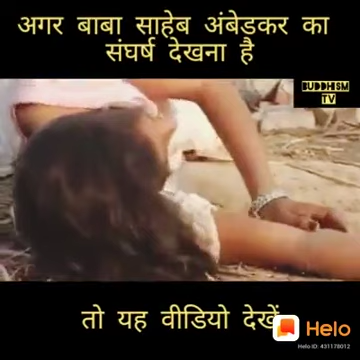 अगर बाबा साहेब अंबेडकर का
संघर्ष देखना है
BUDDHISM
TV
तो यह वीडियो देखें
Helo
Helo ID: 431178012